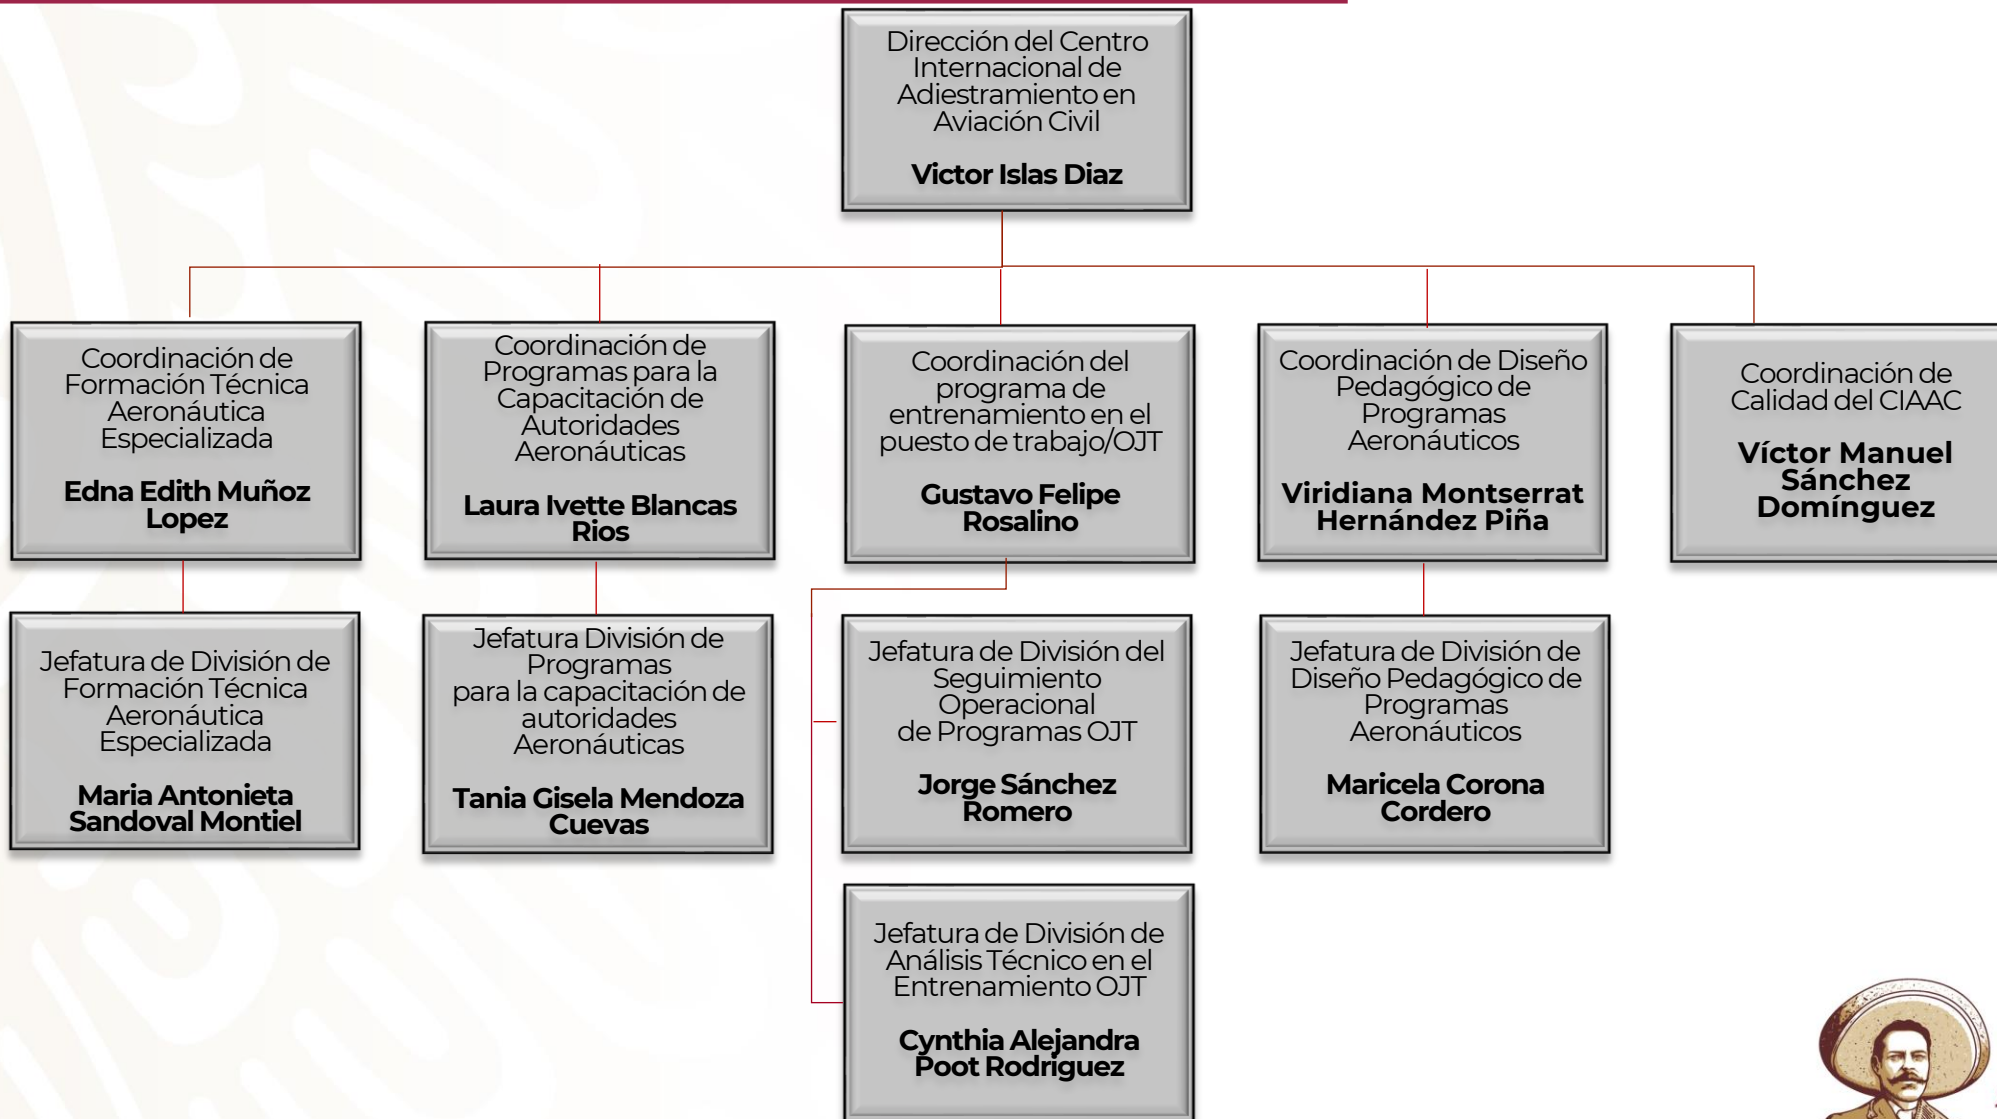 Dirección del Centro
Internacional de
Adiestramiento en
Aviación Civil
Victor Islas Diaz
Coordinación de
Formación Técnica
Aeronáutica
Especializada
Edna Edith Muñoz
Lopez
Coordinación de
Programas para la
Capacitación de
Autoridades
Aeronáuticas
Laura Ivette Blancas
Rios
Coordinación del
programa de
entrenamiento en el
puesto de trabajo/OJT
Gustavo Felipe
Rosalino
Coordinación de Diseño
Pedagógico de
Programas
Aeronáuticos
Viridiana Montserrat
Hernández Piña
Coordinación de
Calidad del CIAAC
Víctor Manuel
Sánchez
Domínguez
Jefatura de División de
Formación Técnica
Aeronáutica
Especializada
Maria Antonieta
Sandoval Montiel
Jefatura División de
Programas
para la capacitación de
autoridades
Aeronáuticas
Tania Gisela Mendoza
Cuevas
Jefatura de División del
Seguimiento
Operacional
de Programas OJT
Jorge Sánchez
Romero
Jefatura de División de
Diseño Pedagógico de
Programas
Aeronáuticos
Maricela Corona
Cordero
Jefatura de División de
Análisis Técnico en el
Entrenamiento OJT
Cynthia Alejandra
Poot Rodriguez